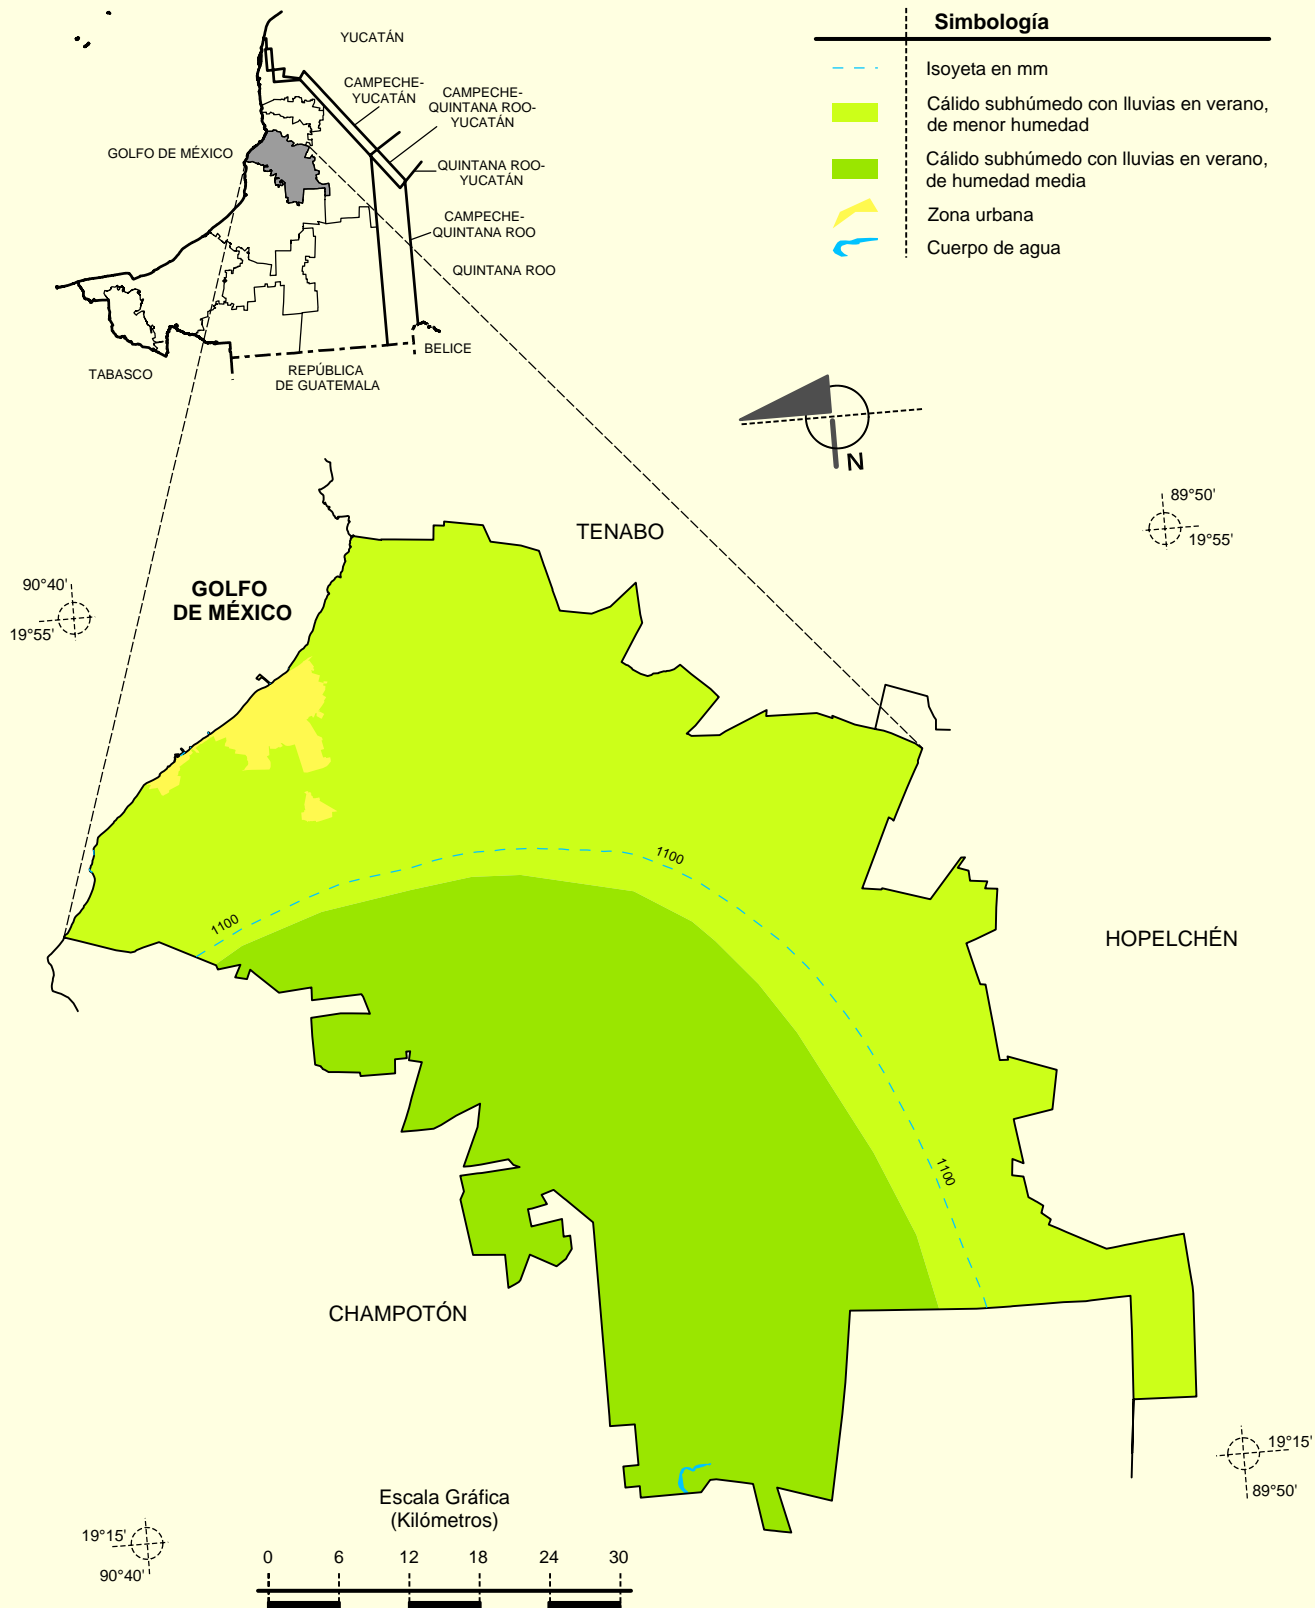 Simbología
Isoyeta en mm
Cálido subhúmedo con lluvias en verano,
de menor humedad
Cálido subhúmedo con lluvias en verano,
de humedad media
Zona urbana
Cuerpo de agua
YUCATÁN
CAMPECHE-
YUCATÁN
CAMPECHE-
QUINTANA ROO-
YUCATÁN
GOLFO DE MÉXICO
QUINTANA ROO-
YUCATÁN
CAMPECHE-
QUINTANA ROO
QUINTANA ROO
BELICE
TABASCO
REPÚBLICA
DE GUATEMALA
N
89°50'
19°55'
TENABO
90°40'
19°55'
GOLFO
DE MÉXICO
1100
1100
HOPELCHÉN
1100
CHAMPOTÓN
19°15'
89°50'
Escala Gráfica
(Kilómetros)
19°15'
90°40'
0 6 12 18 24 30